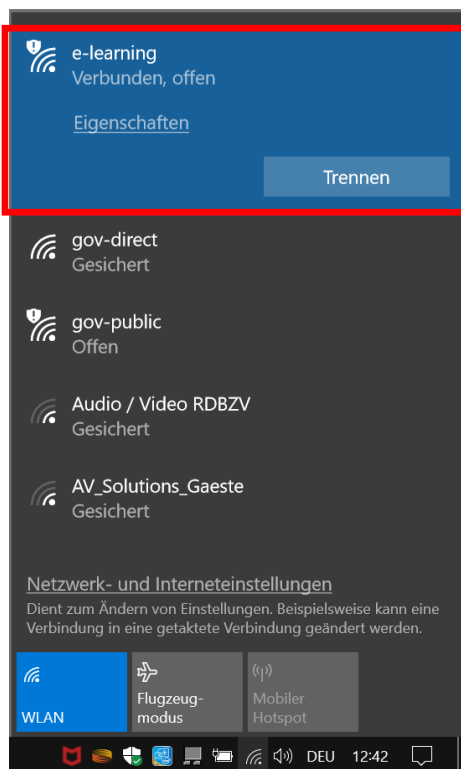 e-learning
Verbunden, offen
Eigenschaften
Trennen
gov-direct
Gesichert
gov-public
Offen
Audio / Video RDBZV
Gesichert
AV_Solutions_Gaeste
Gesichert
Netzwerk- und Interneteinstellungen
Dient zum Ändern von Einstellungen. Beispielsweise kann eine
Verbindung in eine getaktete Verbindung geändert werden.
WLAN
Flugzeug-
modus
Mobiler
Hotspot
DEU 12:42